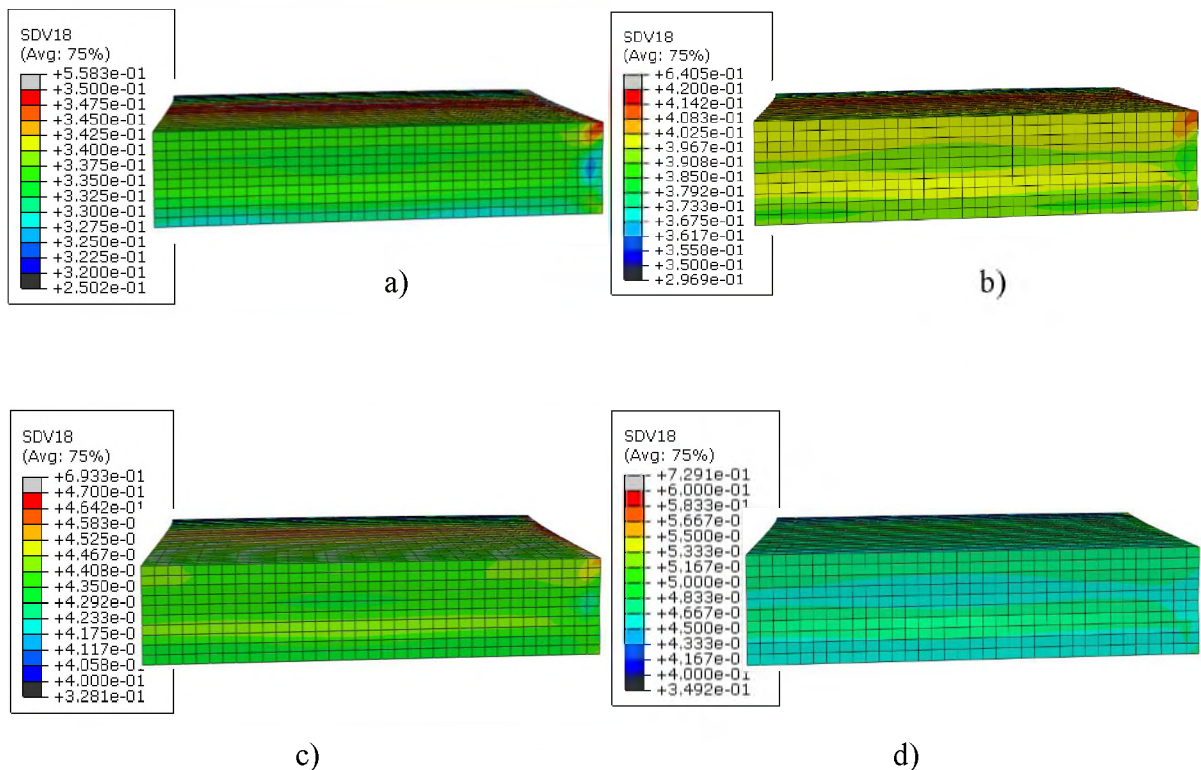 SDV18
(Avg: 75%)
+5.583e-01
+3.500e-01
+3.475e-01
+3.450e-01
+3.425e-01
+3.400e-01
+3.375e-01
+3.350e-01
+3.325e-01
+3.300e-01
+3.275e-01
+3.250e-01
+3.225e-01
+3.200e-01
+2.502e-01
a)
SDV18
(Avg: 75%)
+6.405e-01
+4.200e-01
+4.142e-01
+4.083e-01
+4.025e-01
+3.967e-01
+3.908e-01
+3.850e-01
+3.792e-01
+3.733e-01
+3.675e-01
+3.617e-01
+3.558e-01
+3.500e-01
+2.969e-01
b)
SDV18
(Avg: 75%)
+6.933e-01
+4.700e-01
+4.642e-01
+4.583e-0
+4.525e-0
+4.467e-0
+4.408e-0
+4.350e-0
+4.292e-0
+4.233e-0
+4.175e-0
+4.117e-0
+4.058e-0
+4.000e-01
+3.281e-01
c)
SDV18
(Avg: 75%)
+7.291e-01
+6.000e-01
+5.833e-01
+5.667e-0
+5.500e-0
+5.333e-0
+5.167e-0
+5.000e-0
+4.833e-0
+4.667e-0
+4.500e-0
+4.333e-0
+4.167e-0
+4.000e-01
+3.492e-01
d)